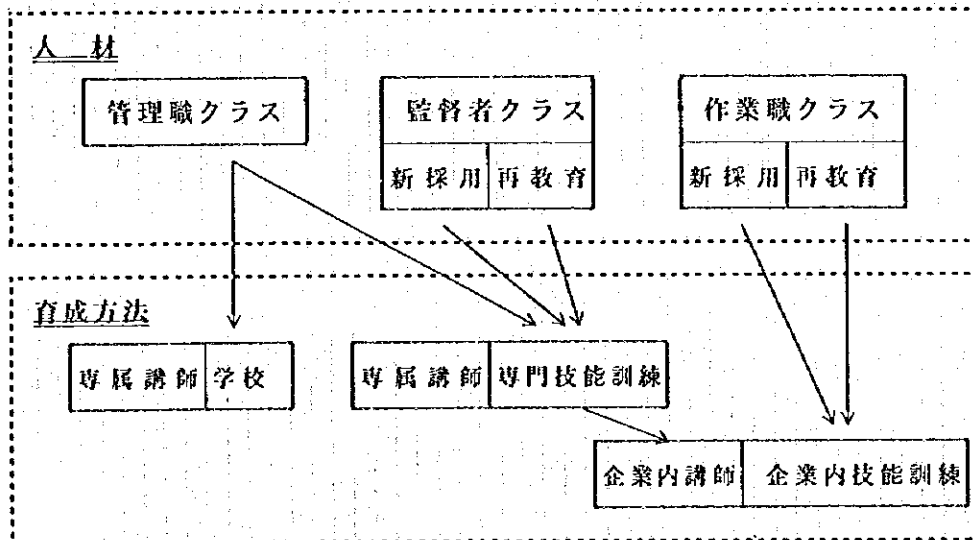 人材
管理職クラス
監督者クラス
作業職クラス
新採用 再教育
新採用 再教育
育成方法
専属講師 学校
専属講師 専門技能訓練
企業内講師 企業内技能訓練